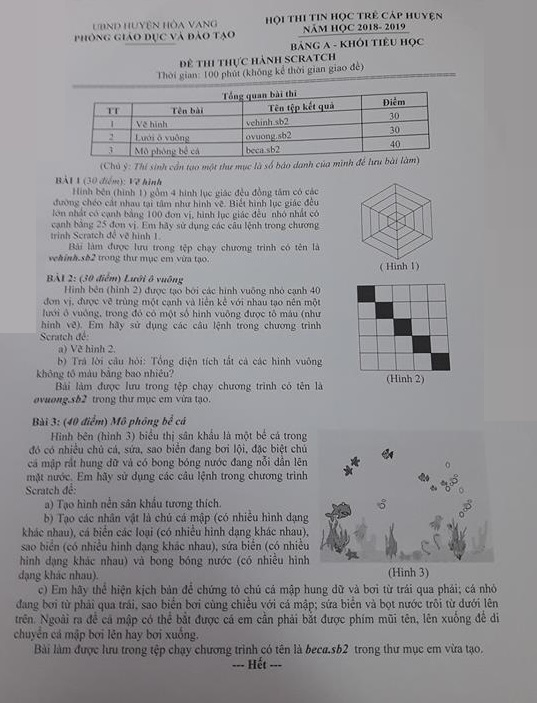 UBND HUYỆN HÒA VANG
PHÒNG GIÁO DỤC VÀ ĐÀO TẠO
HỘI THI TIN HỌC TRẺ CẤP HUYỆN
NĂM HỌC 2018- 2019
BẢNG A - KHỐI TIỂU HỌC
ĐỀ THI THỰC HÀNH SCRATCH
Thời gian: 100 phút (không kể thời gian giao đề)
Tổng quan bài thi
TT Tên bài Tên tệp kết quả Điểm
1 Vẽ hình vehinh.sb2 30
2 Lưới ô vuông ovuong.sb2 30
3 Mô phỏng bể cá beca.sb2 40
(Chú ý: Thí sinh cần tạo một thư mục là số báo danh của mình để lưu bài làm)
BÀI 1 (30 điểm): Vẽ hình
Hình bên (hình 1) gồm 4 hình lục giác đều đồng tâm có các
đường chéo cắt nhau tại tâm như hình vẽ. Biết hình lục giác đều
lớn nhất có cạnh bằng 100 đơn vị, hình lục giác đều nhỏ nhất có
cạnh bằng 25 đơn vị. Em hãy sử dụng các câu lệnh trong chương
trình Scratch để vẽ hình 1.
Bài làm được lưu trong tệp chạy chương trình có tên là
vehinh.sb2 trong thư mục em vừa tạo.
( Hình 1)
BÀI 2: (30 điểm) Lưới ô vuông
Hình bên (hình 2) được tạo bởi các hình vuông nhỏ cạnh 40
đơn vị, được vẽ trùng một cạnh và liền kề với nhau tạo nên một
lưới ô vuông, trong đó có một số hình vuông được tô màu (như
hình vẽ). Em hãy sử dụng các câu lệnh trong chương trình
Scratch để:
a) Vẽ hình 2.
b) Trả lời câu hỏi: Tổng diện tích tất cả các hình vuông
không tô màu bằng bao nhiêu?
Bài làm được lưu trong tệp chạy chương trình có tên là
ovuong.sb2 trong thư mục em vừa tạo.
(Hình 2)
Bài 3: (40 điểm) Mô phỏng bể cá
Hình bên (hình 3) biểu thị sân khấu là một bể cá trong
đó có nhiều chú cá, sứa, sao biển đang bơi lội, đặc biệt chú
cá mập rất hung dữ và có bong bóng nước đang nổi dần lên
mặt nước. Em hãy sử dụng các câu lệnh trong chương trình
Scratch để:
a) Tạo hình nền sân khấu tương thích.
b) Tạo các nhân vật là chú cá mập (có nhiều hình dạng
khác nhau), cá biển các loại (có nhiều hình dạng khác nhau),
sao biển (có nhiều hình dạng khác nhau), sứa biển (có nhiều
hình dạng khác nhau) và bong bóng nước (có nhiều hình
dạng khác nhau).
(Hình 3)
c) Em hãy thể hiện kịch bản để chứng tỏ chú cá mập hung dữ và bơi từ trái qua phải; cá nhỏ
đang bơi từ phải qua trái, sao biển bơi cùng chiều với cá mập; sứa biển và bọt nước trôi từ dưới lên
trên. Ngoài ra để cá mập có thể bắt được cá em cần phải bắt được phím mũi tên, lên xuống để di
chuyển cá mập bơi lên hay bơi xuống.
Bài làm được lưu trong tệp chạy chương trình có tên là beca.sb2 trong thư mục em vừa tạo.
--- Hết ---